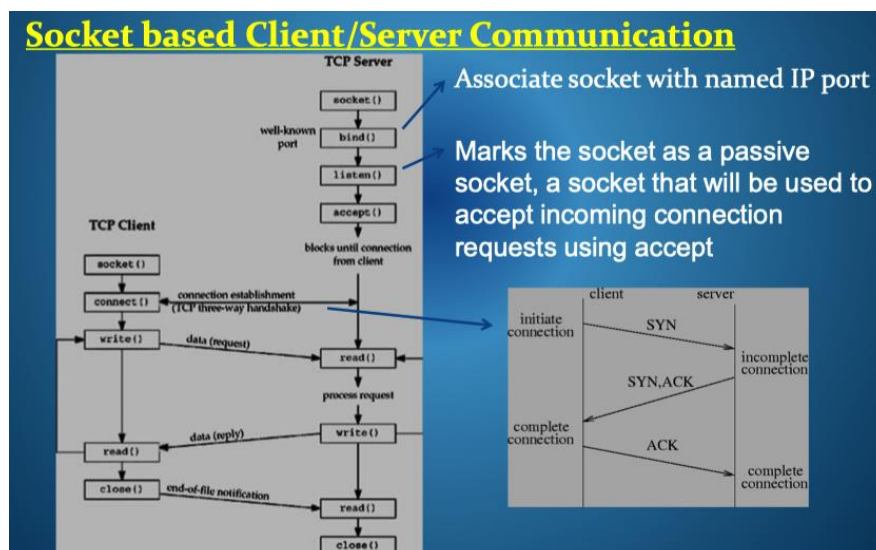 Socket based Client/Server Communication
TCP Server
socket()
well-known
port
bind()
listen()
accept()
blocks until connection
from client
TCP Client
socket()
connect()
connection establishment
(TCP three-way handshake)
write()
data (request)
read()
process request
write()
data (reply)
read()
close()
end-of-file notification
read()
close()
Associate socket with named IP port
Marks the socket as a passive
socket, a socket that will be used to
accept incoming connection
requests using accept
client
server
initiate
connection
SYN
incomplete
connection
SYN,ACK
complete
connection
ACK
complete
connection